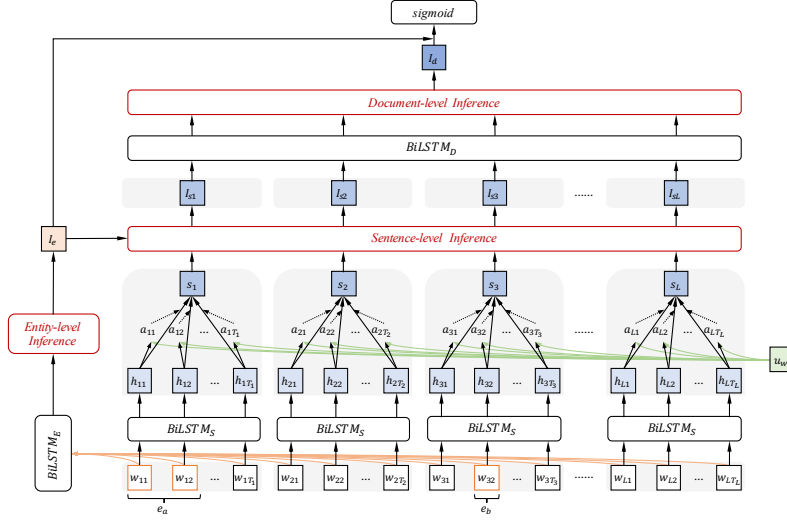 sigmoid
I_d
Document-level Inference
BiLSTM_D
I_s1 I_s2 I_s3 ...... I_sL
I_e Sentence-level Inference
s_1 s_2 s_3 s_L
Entity-level
Inference
a_11 a_12 ... a_1T_1 a_21 a_22 ... a_2T_2 a_31 a_32 ... a_3T_3 ...... a_L1 a_L2 ... a_LT_L
u_w
h_11 h_12 ... h_1T_1 h_21 h_22 ... h_2T_2 h_31 h_32 ... h_3T_3 ...... h_L1 h_L2 ... h_LT_L
BiLSTM_E
BiLSTM_S BiLSTM_S BiLSTM_S BiLSTM_S
w_11 w_12 ... w_1T_1 w_21 w_22 ... w_2T_2 w_31 w_32 ... w_3T_3 ...... w_L1 w_L2 ... w_LT_L
e_a e_b